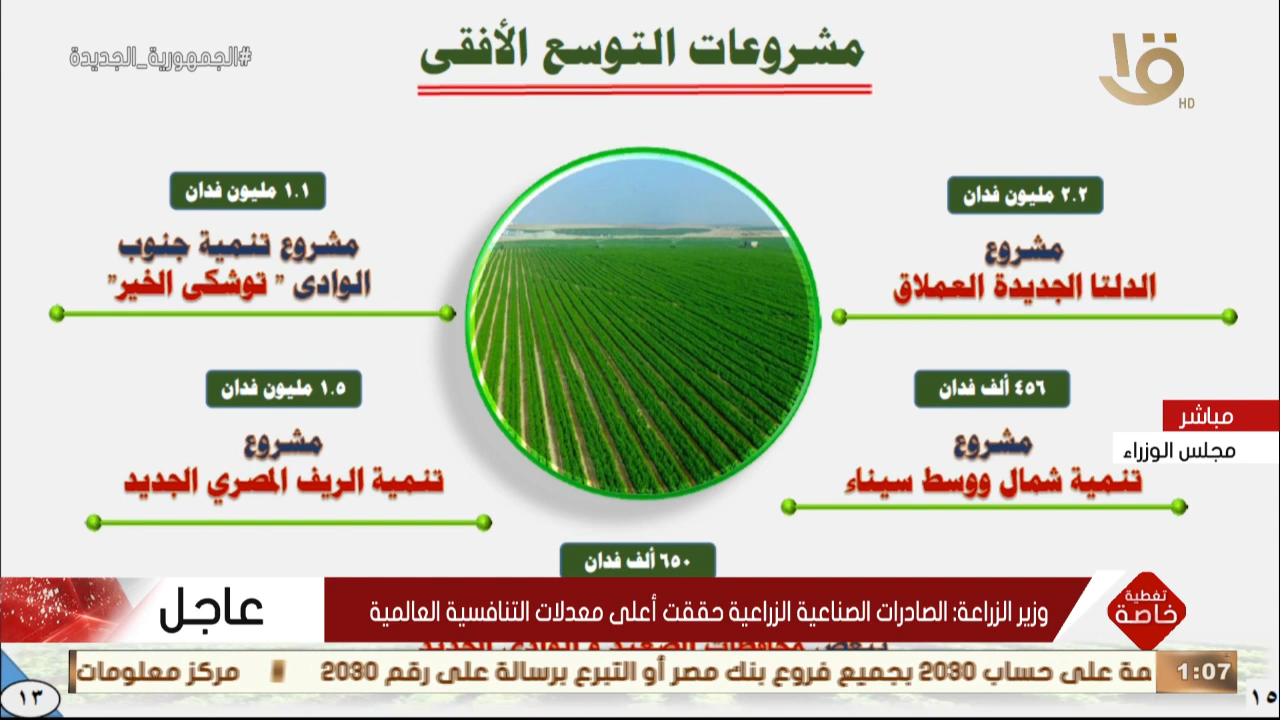 مشروعات التوسع الأفقى
#الجمهورية_الجديدة
HD
٢.٢ مليون فدان
مشروع
الدلتا الجديدة العملاق
١.١ مليون فدان
مشروع تنمية جنوب
الوادى " توشكى الخير"
٤٥٦ ألف فدان
مشروع
تنمية شمال ووسط سيناء
١.٥ مليون فدان
مشروع
تنمية الريف المصري الجديد
مباشر
مجلس الوزراء
٦٥٠ ألف فدان
تغطية
خاصة
وزير الزراعة: الصادرات الصناعية الزراعية حققت أعلى معدلات التنافسية العالمية
عاجل
1:07
مة على حساب 2030 بجميع فروع بنك مصر أو التبرع برسالة على رقم 2030
مركز معلومات
١٥
١٣